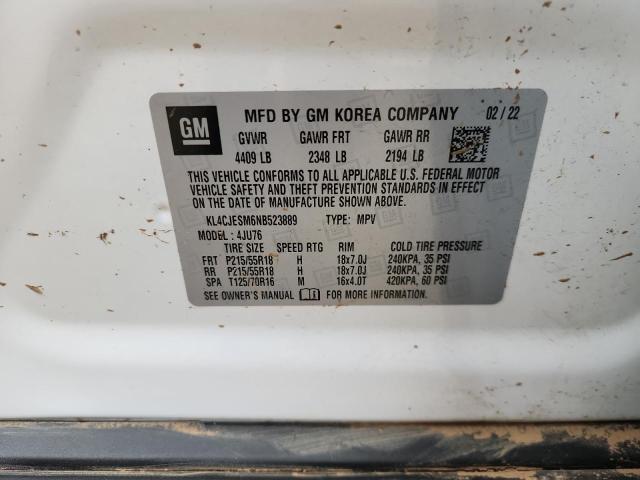 GM
MFD BY GM KOREA COMPANY 02 / 22
GVWR GAWR FRT GAWR RR
4409 LB 2348 LB 2194 LB
THIS VEHICLE CONFORMS TO ALL APPLICABLE U.S. FEDERAL MOTOR
VEHICLE SAFETY AND THEFT PREVENTION STANDARDS IN EFFECT
ON THE DATE OF MANUFACTURE SHOWN ABOVE.
KL4CJESM6NB523889 TYPE: MPV
MODEL : 4JU76
TIRE SIZE SPEED RTG RIM COLD TIRE PRESSURE
FRT P215/55R18 H 18x7.0J 240KPA, 35 PSI
RR P215/55R18 H 18x7.0J 240KPA, 35 PSI
SPA T125/70R16 M 16x4.0T 420KPA, 60 PSI
SEE OWNER'S MANUAL FOR MORE INFORMATION.